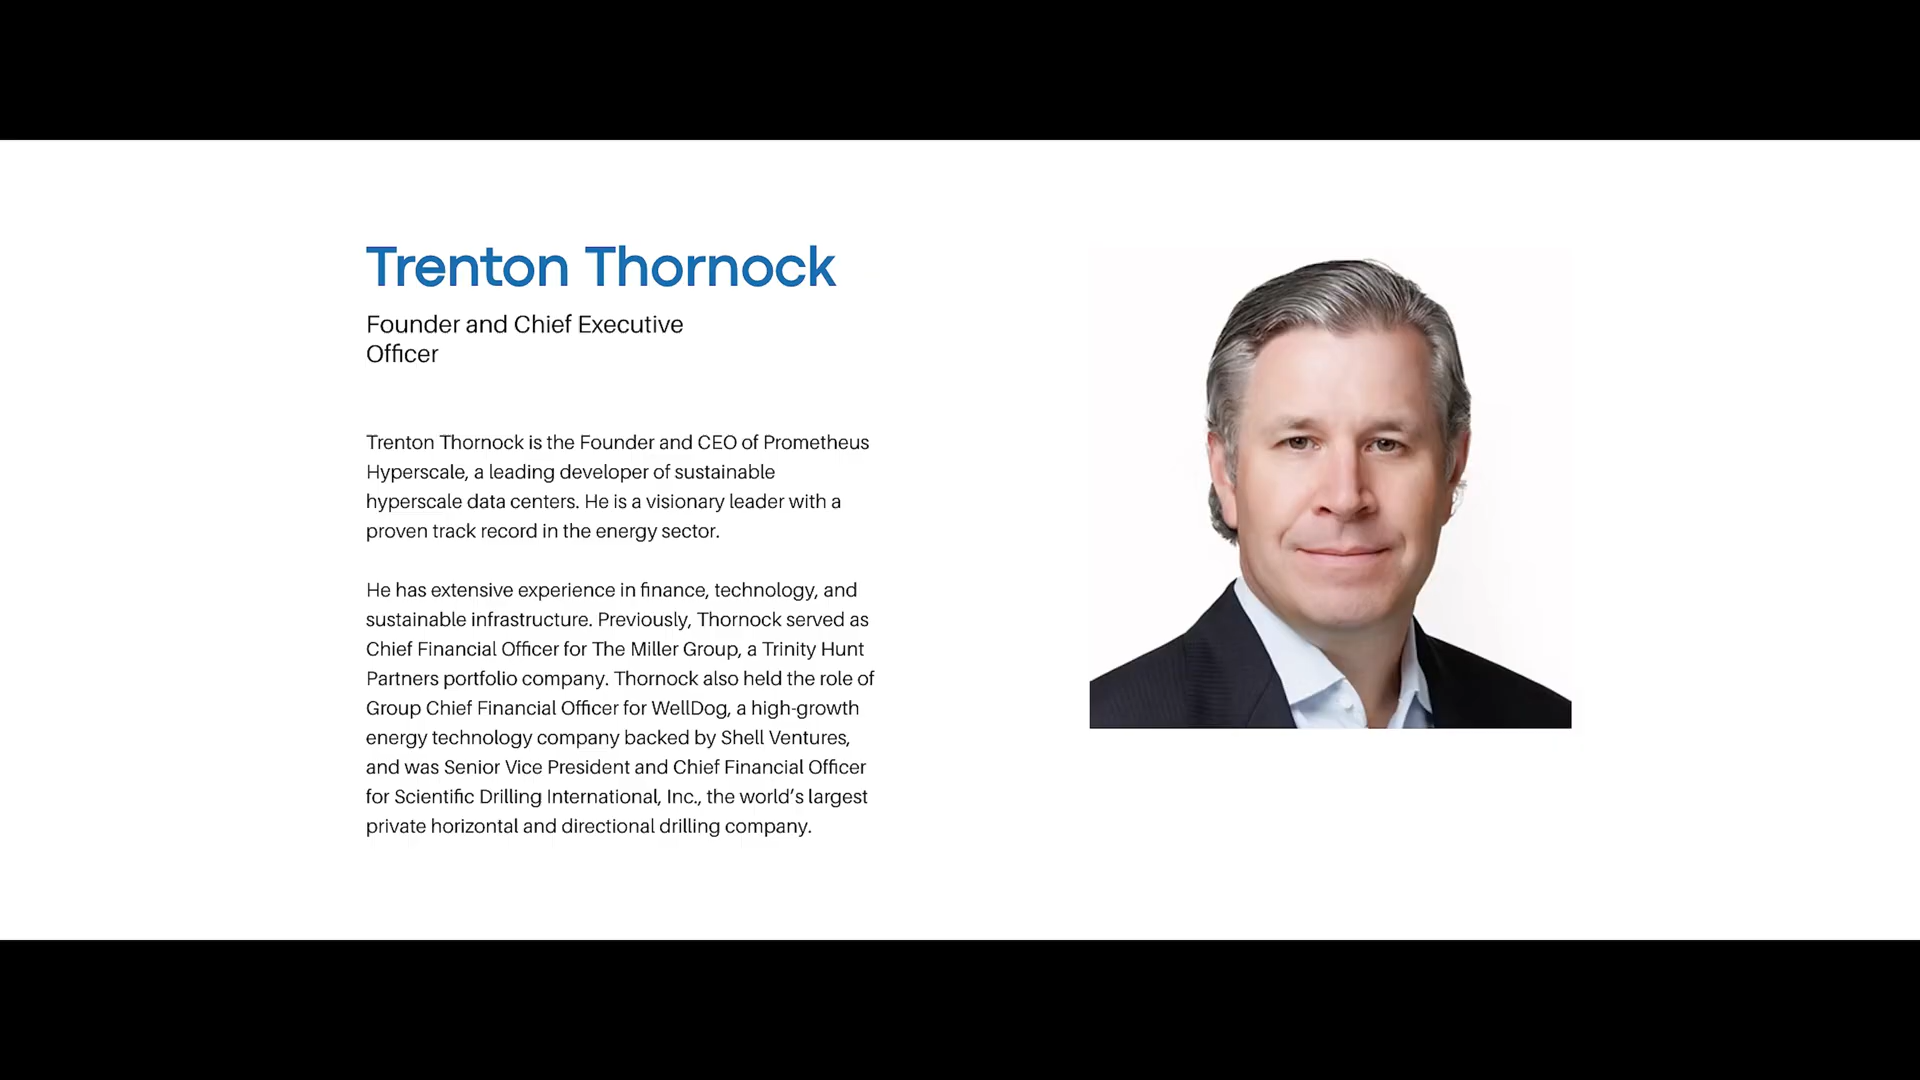 Trenton Thornock
Founder and Chief Executive
Officer
Trenton Thornock is the Founder and CEO of Prometheus
Hyperscale, a leading developer of sustainable
hyperscale data centers. He is a visionary leader with a
proven track record in the energy sector.
He has extensive experience in finance, technology, and
sustainable infrastructure. Previously, Thornock served as
Chief Financial Officer for The Miller Group, a Trinity Hunt
Partners portfolio company. Thornock also held the role of
Group Chief Financial Officer for WellDog, a high-growth
energy technology company backed by Shell Ventures,
and was Senior Vice President and Chief Financial Officer
for Scientific Drilling International, Inc., the world’s largest
private horizontal and directional drilling company.